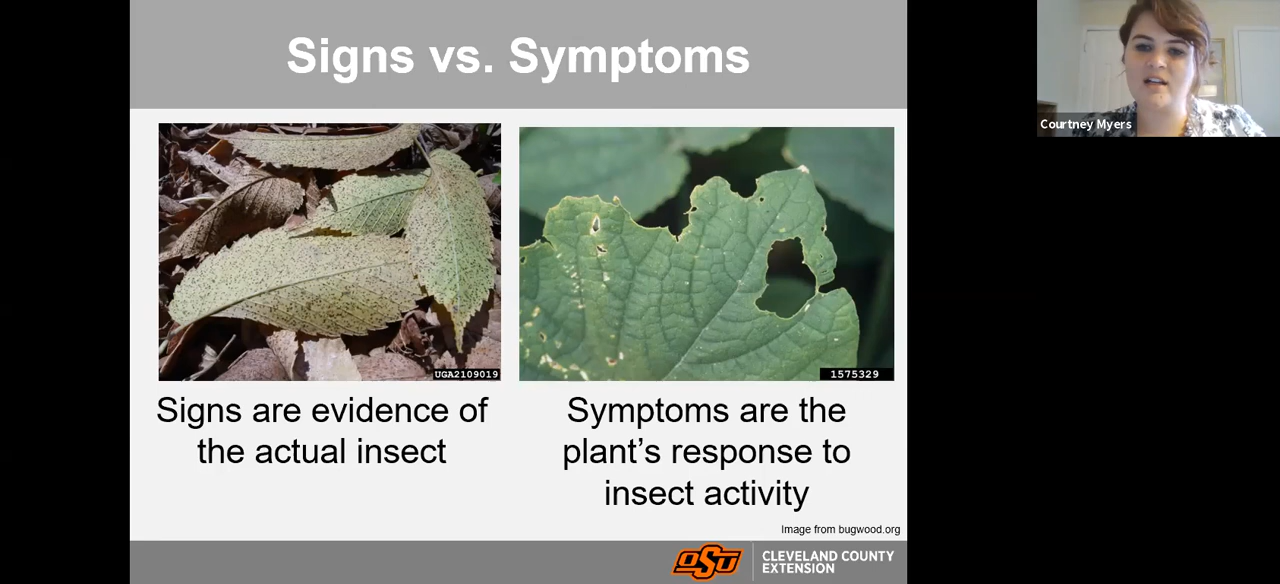 Signs vs. Symptoms
Courtney Myers
UGA2109019
1575329
Signs are evidence of
the actual insect
Symptoms are the
plant’s response to
insect activity
Image from bugwood.org
OSU
CLEVELAND COUNTY
EXTENSION